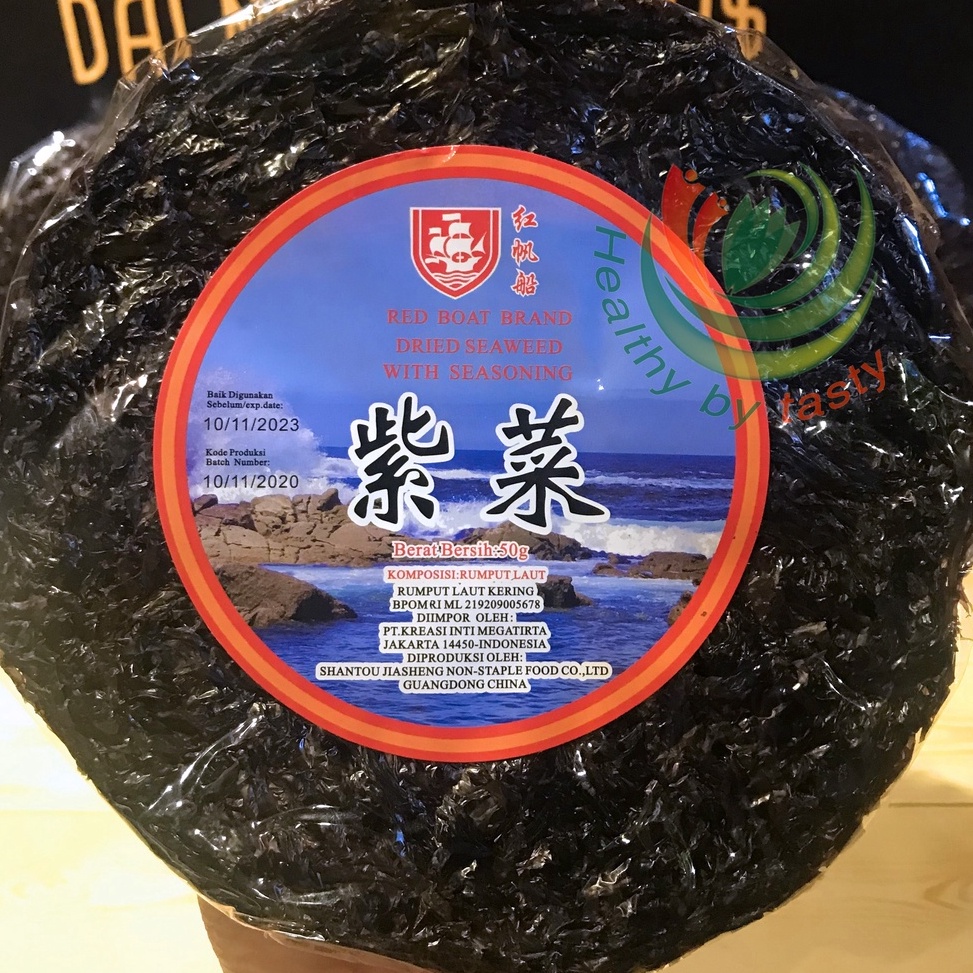 红帆船
RED BOAT BRAND
DRIED SEAWEED
WITH SEASONING
Baik Digunakan
Sebelum/exp.date:
10/11/2023
Kode Produksi
Batch Number:
10/11/2020
紫菜
Berat Bersih:50g
KOMPOSISI:RUMPUT,LAUT
RUMPUT LAUT KERING
BPOM RI ML 219209005678
DIIMPOR OLEH:
PT.KREASI INTI MEGATIRTA
JAKARTA 14450-INDONESIA
DIPRODUKSI OLEH:
SHANTOU JIASHENG NON-STAPLE FOOD CO.,LTD
GUANGDONG CHINA
Healthy by tasty